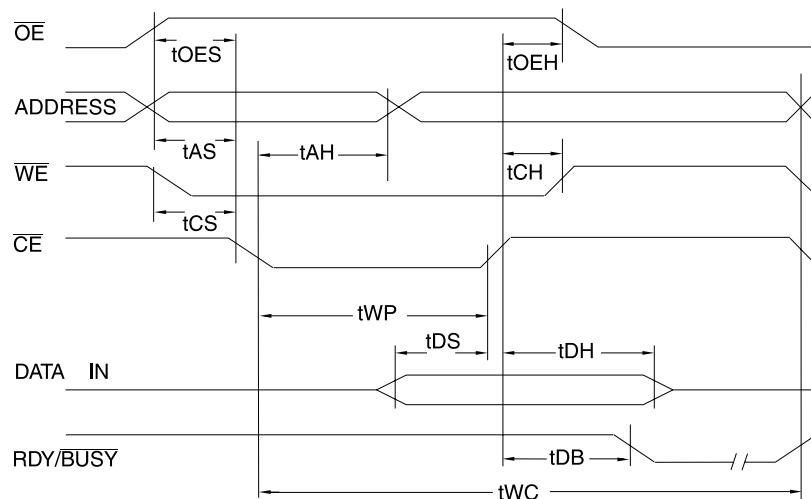 OE
tOES
tOEH
ADDRESS
tAS
tAH
tCH
WE
tCS
CE
tWP
tDS
tDH
DATA IN
RDY/BUSY
tDB
tWC